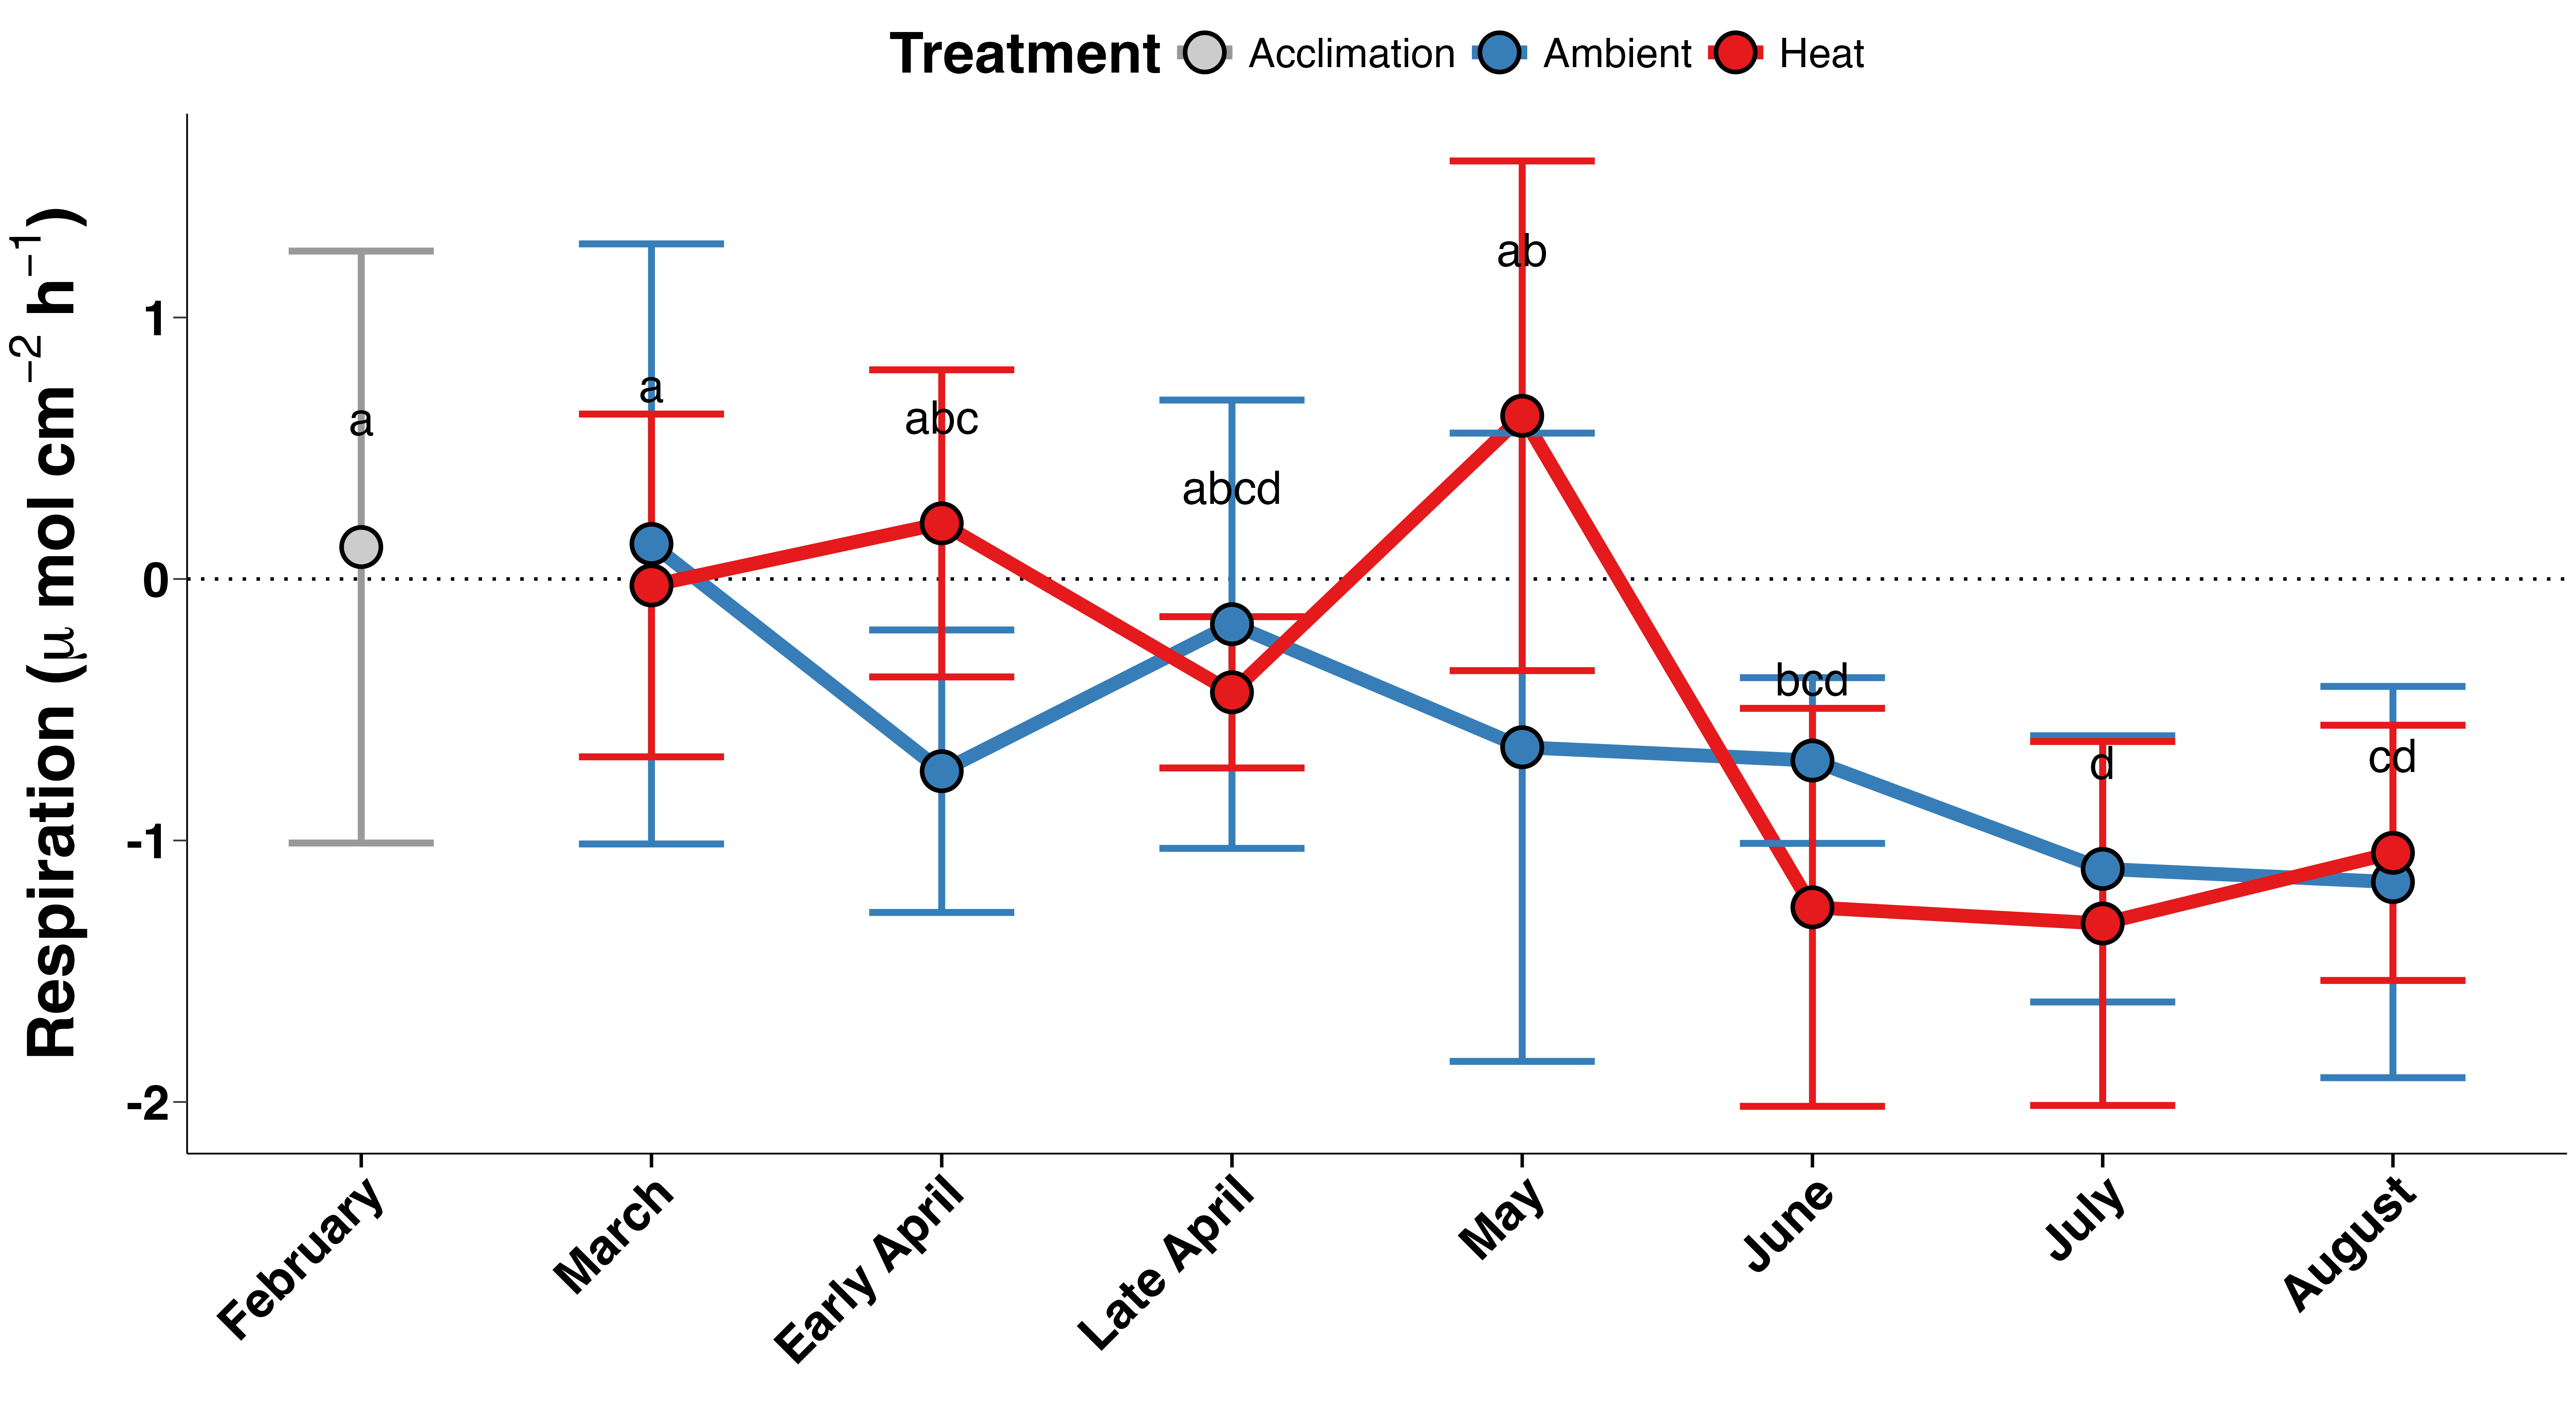 Treatment Acclimation Ambient Heat
Respiration (μ mol cm⁻² h⁻¹)
1
0
-1
-2
a
a
abc
abcd
ab
bcd
d
cd
February
March
Early April
Late April
May
June
July
August